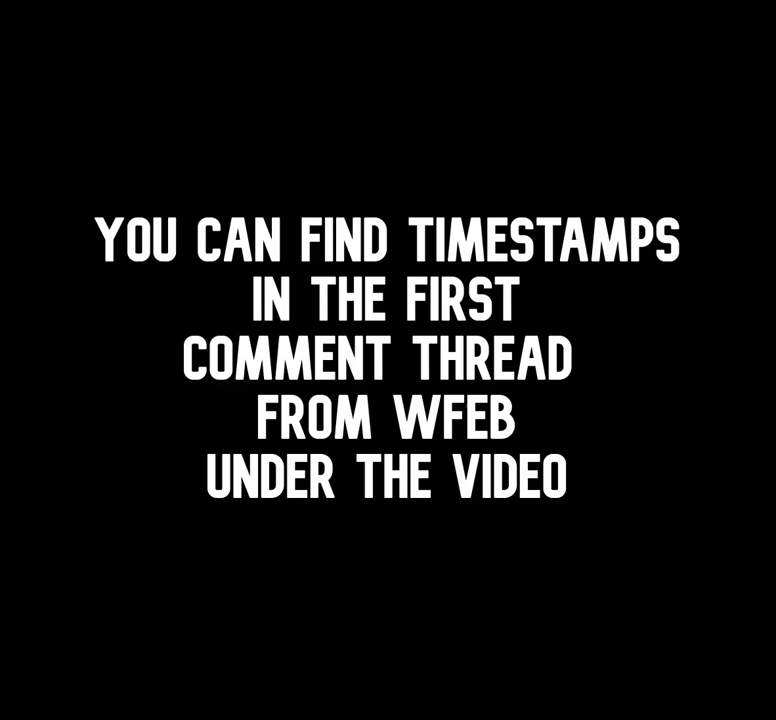 YOU CAN FIND TIMESTAMPS
IN THE FIRST
COMMENT THREAD
FROM WFEB
UNDER THE VIDEO